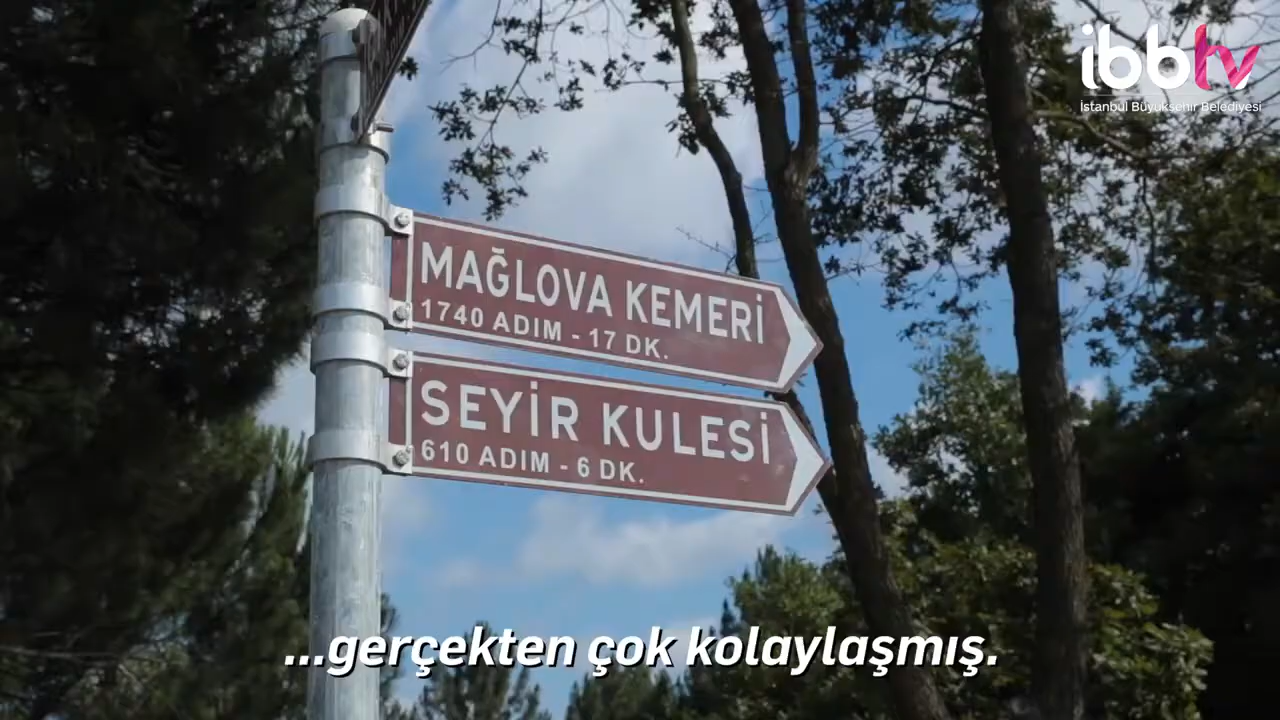 ibbtv
İstanbul Büyükşehir Belediyesi
MAĞLOVA KEMERİ
1740 ADIM - 17 DK.
SEYİR KULESİ
610 ADIM - 6 DK.
...gerçekten çok kolaylaşmış.